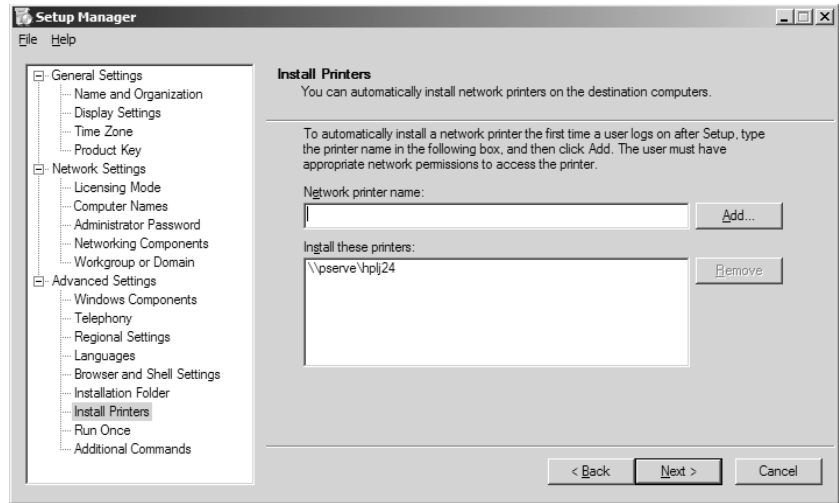 Setup Manager
File Help
General Settings
Name and Organization
Display Settings
Time Zone
Product Key
Network Settings
Licensing Mode
Computer Names
Administrator Password
Networking Components
Workgroup or Domain
Advanced Settings
Windows Components
Telephony
Regional Settings
Languages
Browser and Shell Settings
Installation Folder
Install Printers
Run Once
Additional Commands
Install Printers
You can automatically install network printers on the destination computers.
To automatically install a network printer the first time a user logs on after Setup, type
the printer name in the following box, and then click Add. The user must have
appropriate network permissions to access the printer.
Network printer name:
Add...
Install these printers:
\\pserve\hplj24
Remove
< Back Next > Cancel